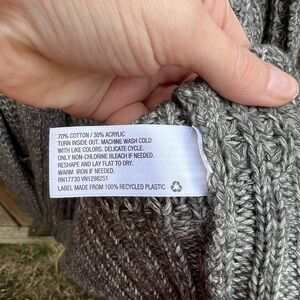 70% COTTON / 30% ACRYLIC
TURN INSIDE OUT. MACHINE WASH COLD
WITH LIKE COLORS. DELICATE CYCLE.
ONLY NON-CHLORINE BLEACH IF NEEDED.
RESHAPE AND LAY FLAT TO DRY.
WARM. IRON IF NEEDED.
RN17730 VN1298251
LABEL MADE FROM 100% RECYCLED PLASTIC